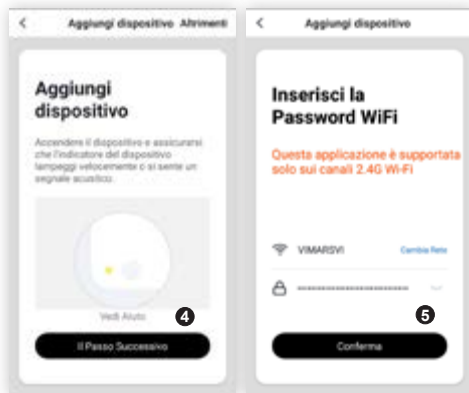 Aggiungi dispositivo Altrimenti
Aggiungi
dispositivo
Accendere il dispositivo e assicurarsi
che l'indicatore del dispositivo
lampeggi velocemente o si sente un
segnale acustico.
Vedi Aiuto
4
Il Passo Successivo
Aggiungi dispositivo
Inserisci la
Password WiFi
Questa applicazione è supportata
solo sui canali 2.4G Wi-Fi
VIMARSVI Cambia Rete
5
Conferma